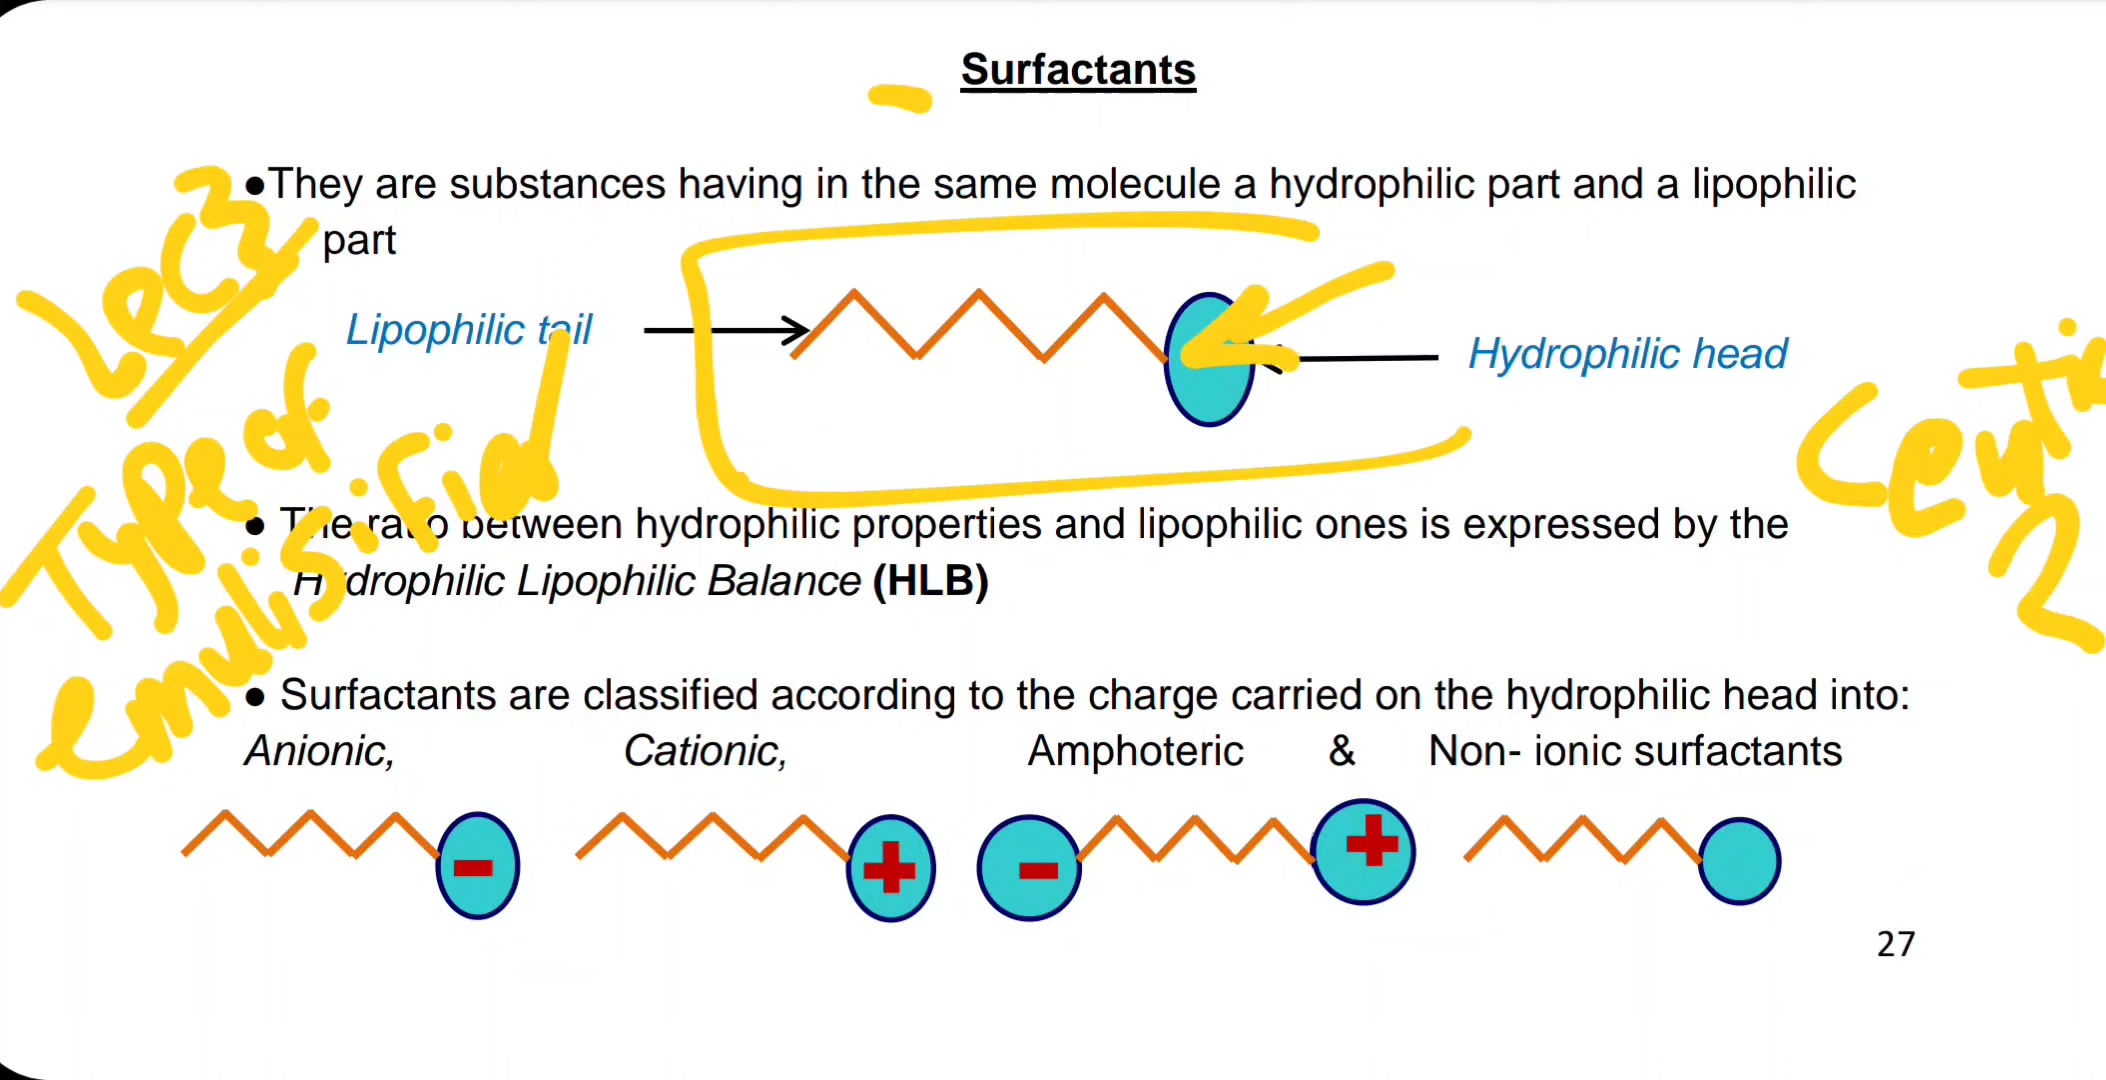 Surfactants
●They are substances having in the same molecule a hydrophilic part and a lipophilic
part
Lec3
Lipophilic tail
Hydrophilic head
Type of
● The ratio between hydrophilic properties and lipophilic ones is expressed by the
Hydrophilic Lipophilic Balance (HLB)
● Surfactants are classified according to the charge carried on the hydrophilic head into:
Anionic, Cationic, Amphoteric & Non- ionic surfactants
- + - +
2
27